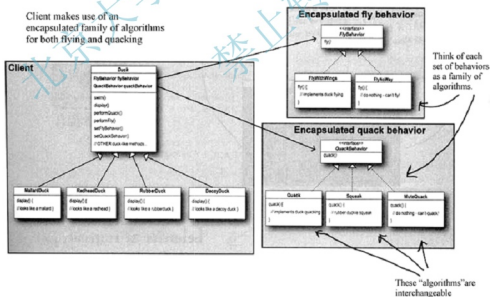 Client makes use of an
encapsulated family of algorithms
for both flying and quacking
Client
Duck
FlyBehavior flyBehavior
QuackBehavior quackBehavior
swim()
display()
performQuack()
performFly()
setFlyBehavior()
setQuackBehavior()
// OTHER duck-like methods...
MallardDuck
display() {
// looks like a mallard }
RedheadDuck
display() {
// looks like a redhead }
RubberDuck
display() {
// looks like a rubberduck }
DecoyDuck
display() {
// looks like a decoy duck }
Encapsulated fly behavior
<<interface>>
FlyBehavior
fly()
FlyWithWings
fly() {
// implements duck flying
FlyNoWay
fly() {
// do nothing - can't fly!
Think of each
set of behaviors
as a family of
algorithms.
Encapsulated quack behavior
<<interface>>
QuackBehavior
quack()
Quack
quack() {
// implements duck quacking
Squeak
quack() {
// rubber duckie squeak
MuteQuack
quack() {
// do nothing - can't quack!
These "algorithms"are
interchangeable
北京大
禁止